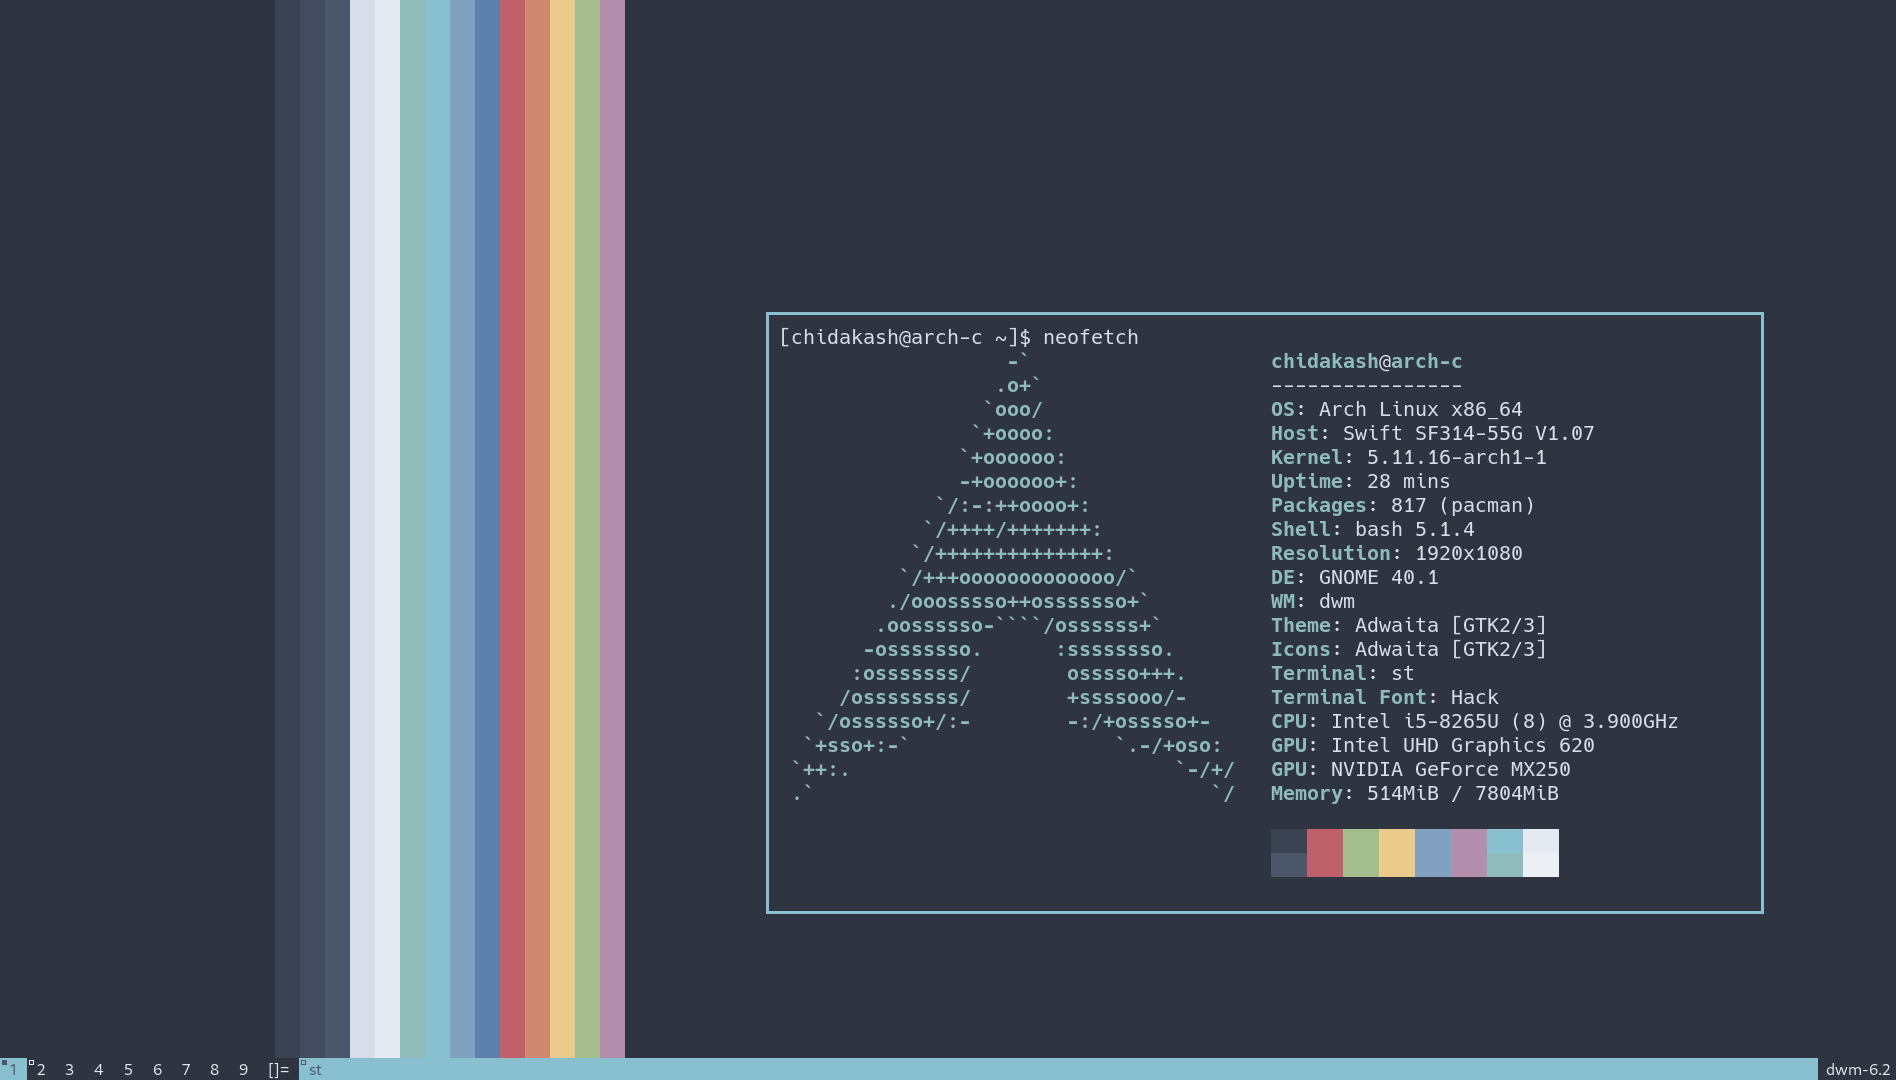 [chidakash@arch-c ~]$ neofetch
-`
.o+`
`ooo/
`+oooo:
`+oooooo:
-+oooooo+:
`/:-:++oooo+:
`/++++/+++++++:
`/++++++++++++++:
`/+++ooooooooooooo/`
./ooosssso++osssssso+`
.oossssso-````/ossssss+`
-osssssso.      :ssssssso.
:osssssss/        osssso+++.
/ossssssss/        +ssssooo/-
`/ossssso+/:-        -:/+osssso+-
`+sso+:-`                 `.-/+oso:
`++:.                           `-/+/
.`                                 `/
chidakash@arch-c
----------------
OS: Arch Linux x86_64
Host: Swift SF314-55G V1.07
Kernel: 5.11.16-arch1-1
Uptime: 28 mins
Packages: 817 (pacman)
Shell: bash 5.1.4
Resolution: 1920x1080
DE: GNOME 40.1
WM: dwm
Theme: Adwaita [GTK2/3]
Icons: Adwaita [GTK2/3]
Terminal: st
Terminal Font: Hack
CPU: Intel i5-8265U (8) @ 3.900GHz
GPU: Intel UHD Graphics 620
GPU: NVIDIA GeForce MX250
Memory: 514MiB / 7804MiB
1 2 3 4 5 6 7 8 9 []= st dwm-6.2